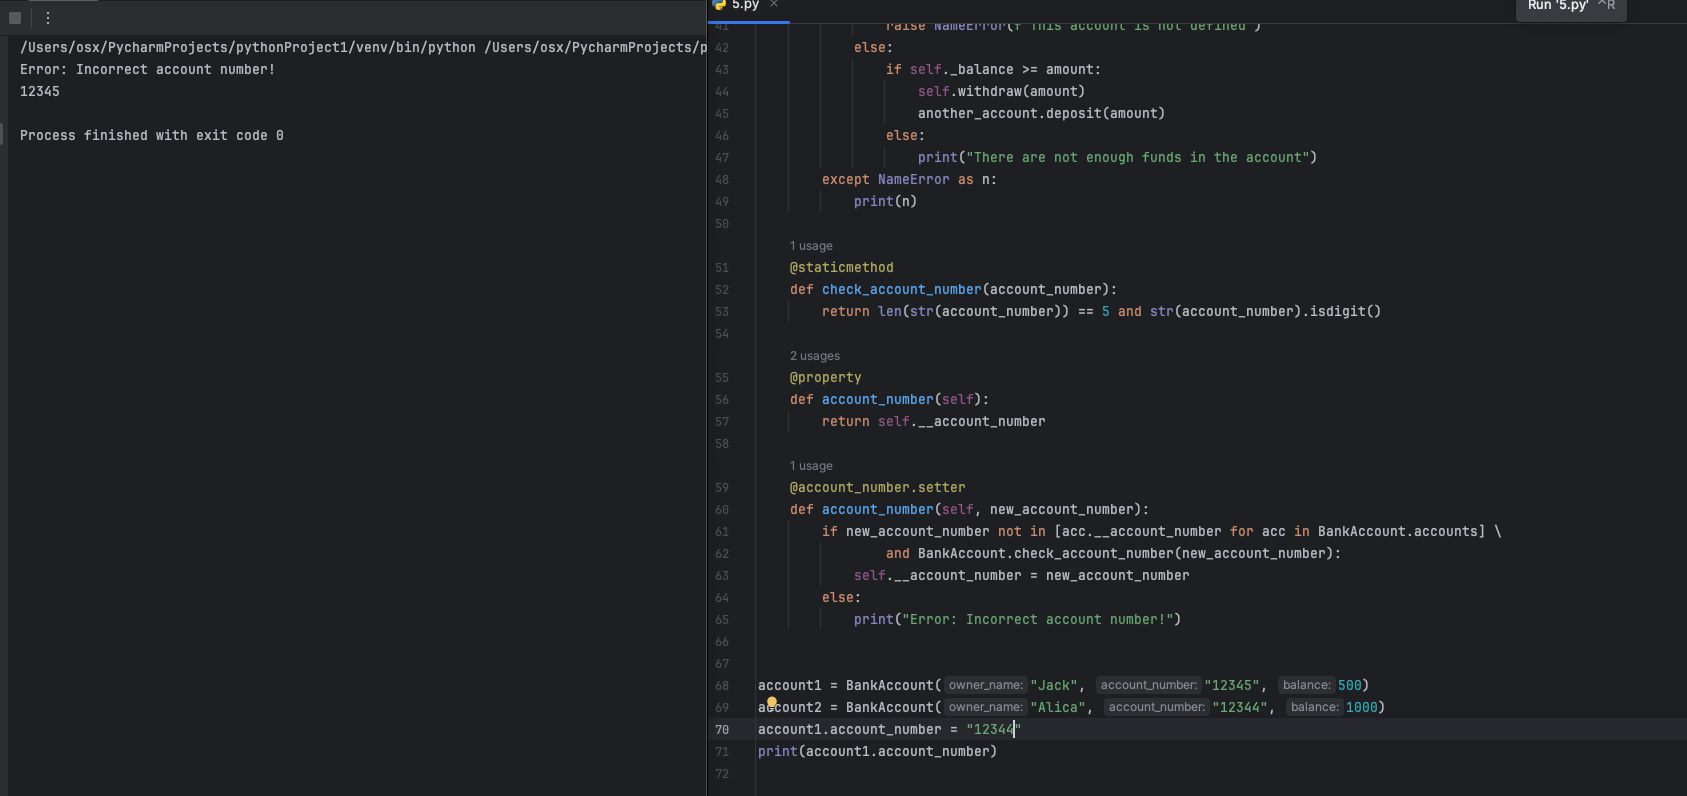 /Users/osx/PycharmProjects/pythonProject1/venv/bin/python /Users/osx/PycharmProjects/p
Error: Incorrect account number!
12345
Process finished with exit code 0
5.py ×
Run '5.py' ^R
41 raise NameError(f"This account is not defined")
42 else:
43 if self._balance >= amount:
44 self.withdraw(amount)
45 another_account.deposit(amount)
46 else:
47 print("There are not enough funds in the account")
48 except NameError as n:
49 print(n)
50
1 usage
51 @staticmethod
52 def check_account_number(account_number):
53 return len(str(account_number)) == 5 and str(account_number).isdigit()
54
2 usages
55 @property
56 def account_number(self):
57 return self.__account_number
58
1 usage
59 @account_number.setter
60 def account_number(self, new_account_number):
61 if new_account_number not in [acc.__account_number for acc in BankAccount.accounts] \
62 and BankAccount.check_account_number(new_account_number):
63 self.__account_number = new_account_number
64 else:
65 print("Error: Incorrect account number!")
66
67
68 account1 = BankAccount( owner_name: "Jack", account_number: "12345", balance: 500)
69 account2 = BankAccount( owner_name: "Alica", account_number: "12344", balance: 1000)
70 account1.account_number = "12344"
71 print(account1.account_number)
72